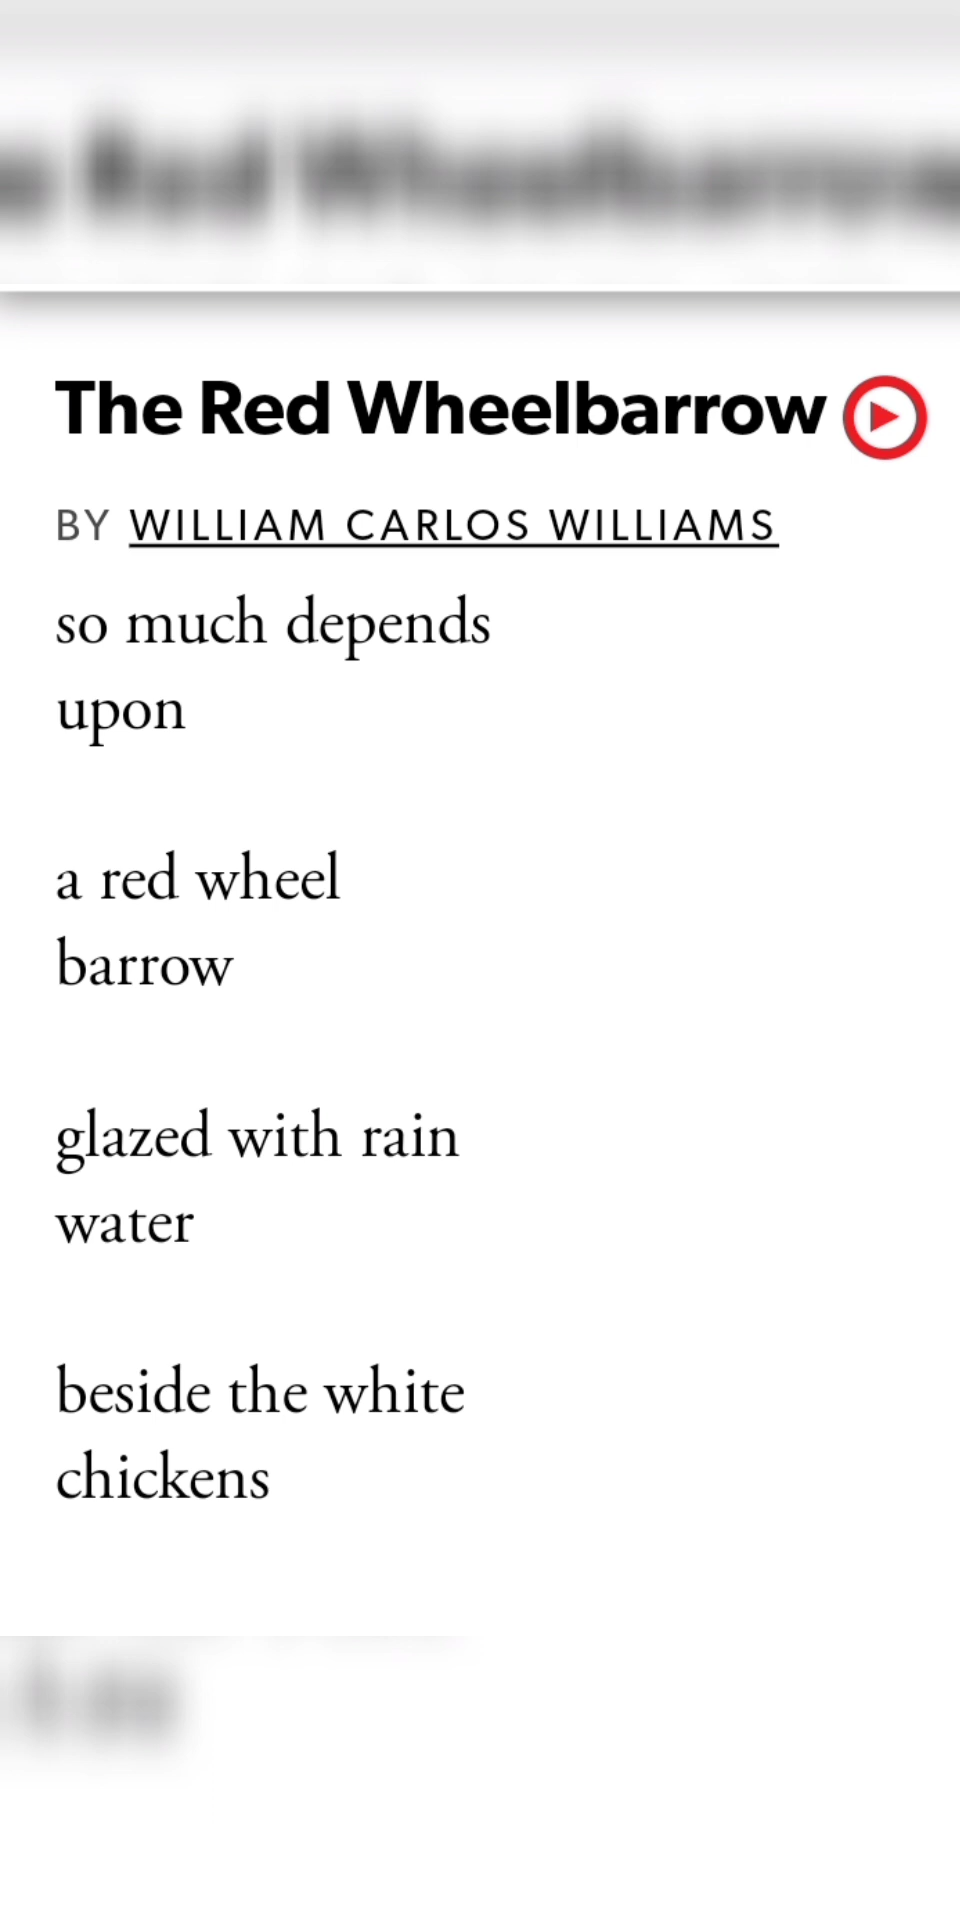 The Red Wheelbarrow
BY WILLIAM CARLOS WILLIAMS
so much depends
upon
a red wheel
barrow
glazed with rain
water
beside the white
chickens